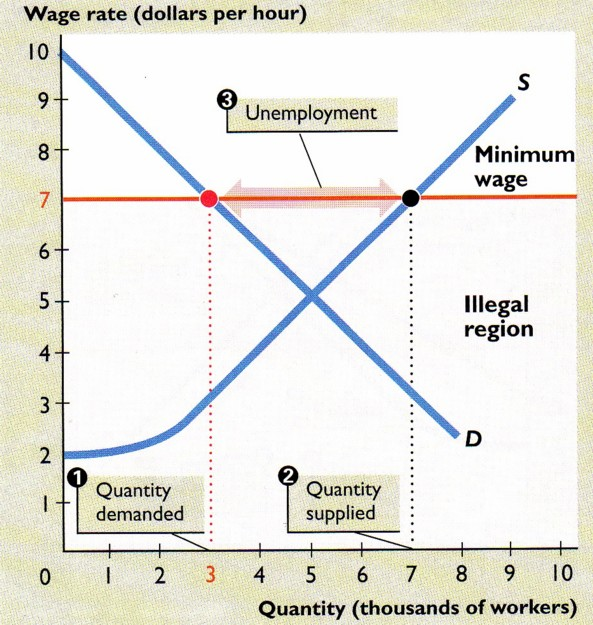 Wage rate (dollars per hour)
10
9
8
7
6
5
4
3
2
1
0
1 2 3 4 5 6 7 8 9 10
Quantity (thousands of workers)
3 Unemployment
S
Minimum
wage
Illegal
region
D
1 Quantity
demanded
2 Quantity
supplied